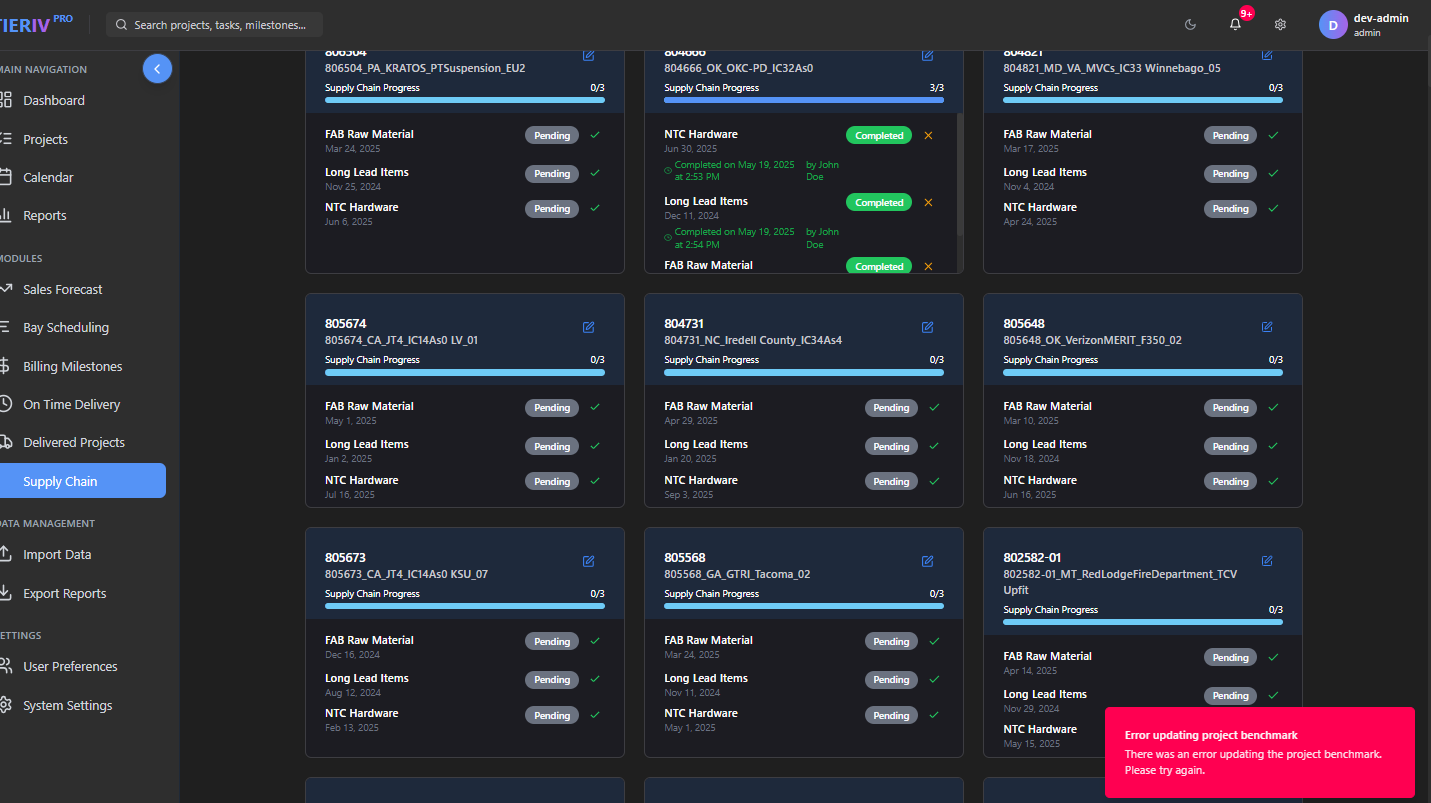 TIERIV PRO
Search projects, tasks, milestones...
9+
D
dev-admin
admin
MAIN NAVIGATION
Dashboard
Projects
Calendar
Reports
MODULES
Sales Forecast
Bay Scheduling
Billing Milestones
On Time Delivery
Delivered Projects
Supply Chain
DATA MANAGEMENT
Import Data
Export Reports
SETTINGS
User Preferences
System Settings
806504
806504_PA_KRATOS_PTSuspension_EU2
Supply Chain Progress 0/3
FAB Raw Material Pending
Mar 24, 2025
Long Lead Items Pending
Nov 25, 2024
NTC Hardware Pending
Jun 6, 2025
804666
804666_OK_OKC-PD_IC32As0
Supply Chain Progress 3/3
NTC Hardware Completed
Jun 30, 2025
Completed on May 19, 2025 at 2:53 PM by John Doe
Long Lead Items Completed
Dec 11, 2024
Completed on May 19, 2025 at 2:54 PM by John Doe
FAB Raw Material Completed
804821
804821_MD_VA_MVCs_IC33 Winnebago_05
Supply Chain Progress 0/3
FAB Raw Material Pending
Mar 17, 2025
Long Lead Items Pending
Nov 4, 2024
NTC Hardware Pending
Apr 24, 2025
805674
805674_CA_JT4_IC14As0 LV_01
Supply Chain Progress 0/3
FAB Raw Material Pending
May 1, 2025
Long Lead Items Pending
Jan 2, 2025
NTC Hardware Pending
Jul 16, 2025
804731
804731_NC_Iredell County_IC34As4
Supply Chain Progress 0/3
FAB Raw Material Pending
Apr 29, 2025
Long Lead Items Pending
Jan 20, 2025
NTC Hardware Pending
Sep 3, 2025
805648
805648_OK_VerizonMERIT_F350_02
Supply Chain Progress 0/3
FAB Raw Material Pending
Mar 10, 2025
Long Lead Items Pending
Nov 18, 2024
NTC Hardware Pending
Jun 16, 2025
805673
805673_CA_JT4_IC14As0 KSU_07
Supply Chain Progress 0/3
FAB Raw Material Pending
Dec 16, 2024
Long Lead Items Pending
Aug 12, 2024
NTC Hardware Pending
Feb 13, 2025
805568
805568_GA_GTRI_Tacoma_02
Supply Chain Progress 0/3
FAB Raw Material Pending
Mar 24, 2025
Long Lead Items Pending
Nov 11, 2024
NTC Hardware Pending
May 1, 2025
802582-01
802582-01_MT_RedLodgeFireDepartment_TCV
Upfit
Supply Chain Progress 0/3
FAB Raw Material Pending
Apr 14, 2025
Long Lead Items Pending
Nov 29, 2024
NTC Hardware
May 15, 2025
Error updating project benchmark
There was an error updating the project benchmark.
Please try again.